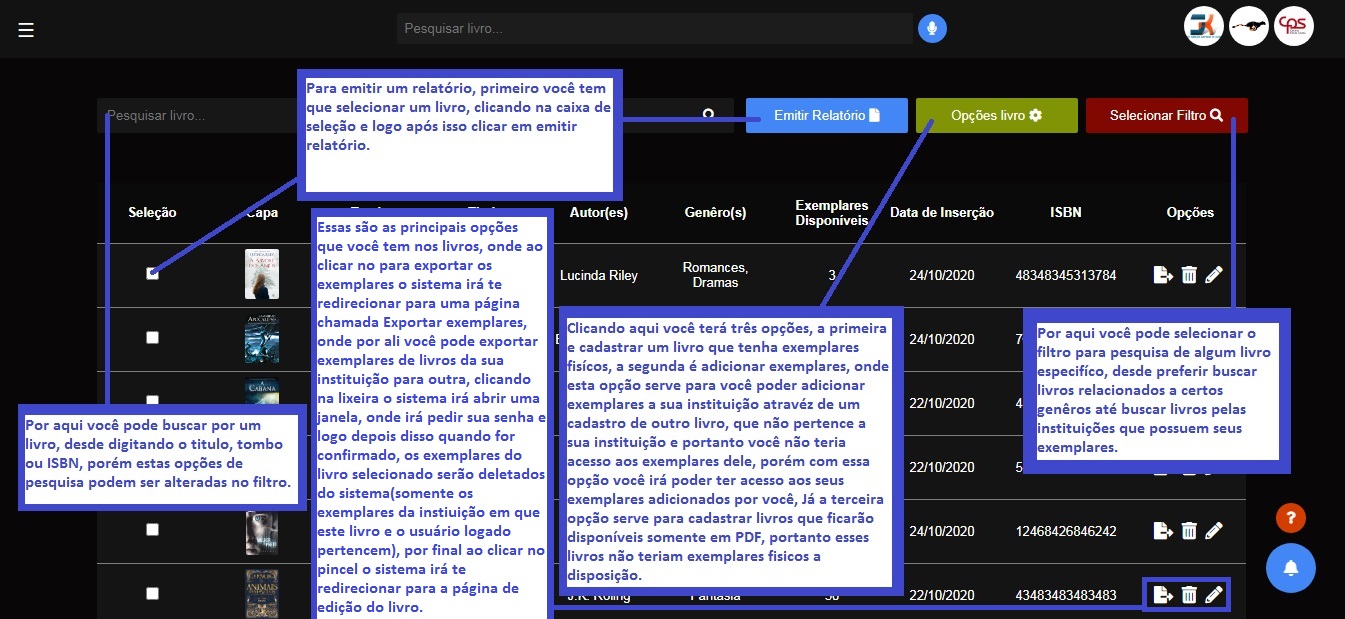 Pesquisar livro...
cps
Para emitir um relatório, primeiro você tem
que selecionar um livro, clicando na caixa de
seleção e logo após isso clicar em emitir
relatório.
Pesquisar livro...
Emitir Relatório
Opções livro
Selecionar Filtro
Seleção
Capa
Autor(es)
Genêro(s)
Exemplares
Disponíveis
Data de Inserção
ISBN
Opções
Essas são as principais opções
que você tem nos livros, onde ao
clicar no para exportar os
exemplares o sistema irá te
redirecionar para uma página
chamada Exportar exemplares,
onde por ali você pode exportar
exemplares de livros da sua
instituição para outra, clicando
na lixeira o sistema irá abrir uma
janela, onde irá pedir sua senha e
logo depois disso quando for
confirmado, os exemplares do
livro selecionado serão deletados
do sistema(somente os
exemplares da instiuição em que
este livro e o usuário logado
pertencem), por final ao clicar no
pincel o sistema irá te
redirecionar para a página de
edição do livro.
Lucinda Riley
Romances,
Dramas
3
24/10/2020
48348345313784
Clicando aqui você terá três opções, a primeira
e cadastrar um livro que tenha exemplares
fisícos, a segunda é adicionar exemplares, onde
esta opção serve para você poder adicionar
exemplares a sua instituição atravéz de um
cadastro de outro livro, que não pertence a
sua instituição e portanto você não teria
acesso aos exemplares dele, porém com essa
opção você irá poder ter acesso aos seus
exemplares adicionados por você, Já a terceira
opção serve para cadastrar livros que ficarão
disponíveis somente em PDF, portanto esses
livros não teriam exemplares fisicos a
disposição.
Por aqui você pode selecionar o
filtro para pesquisa de algum livro
especifíco, desde preferir buscar
livros relacionados a certos
genêros até buscar livros pelas
instituições que possuem seus
exemplares.
24/10/2020
7
A
CABANA
22/10/2020
4
Por aqui você pode buscar por um
livro, desde digitando o titulo, tombo
ou ISBN, porém estas opções de
pesquisa podem ser alteradas no filtro.
22/10/2020
5
24/10/2020
12468426846242
?
ANIMAIS
J.K. Roling
Fantasia
22/10/2020
43483483483483